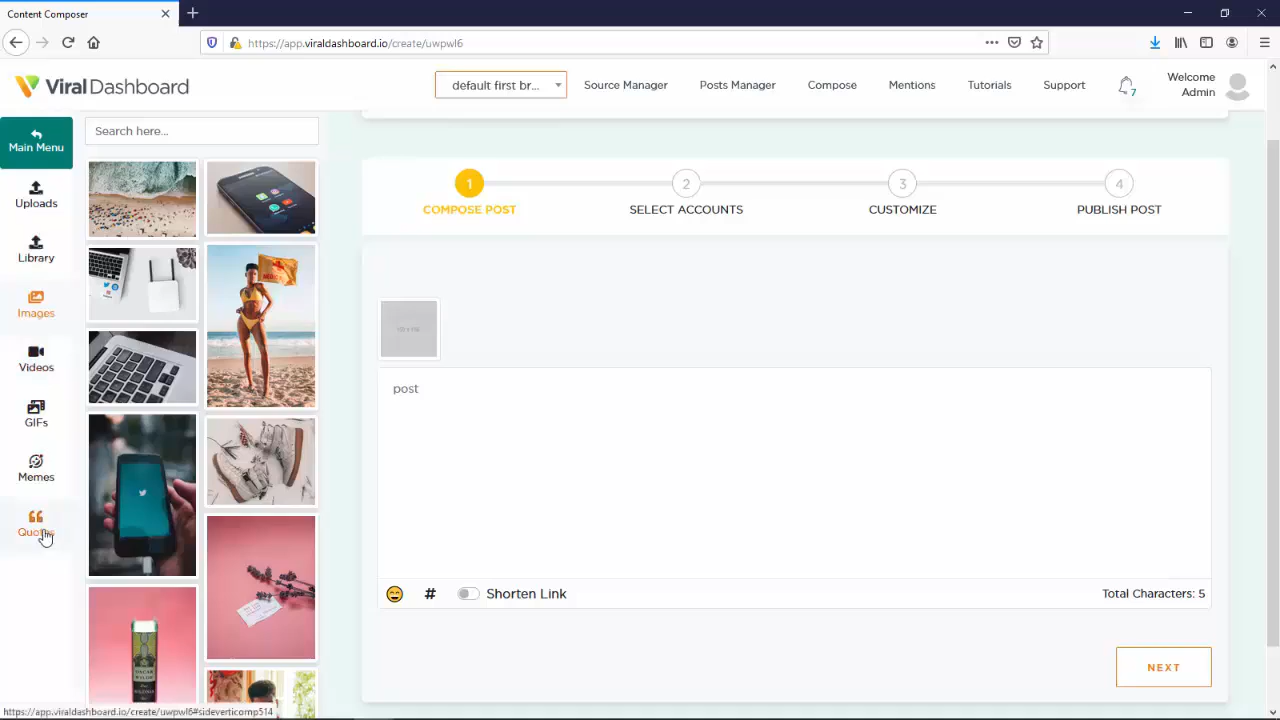 Content Composer
https://app.viraldashboard.io/create/uwpwl6
Viral Dashboard
default first br...
Source Manager
Posts Manager
Compose
Mentions
Tutorials
Support
7
Welcome
Admin
Main Menu
Uploads
Library
Images
Videos
GIFs
Memes
Quotes
Search here...
1
2
3
4
COMPOSE POST
SELECT ACCOUNTS
CUSTOMIZE
PUBLISH POST
post
#
Shorten Link
Total Characters: 5
NEXT
https://app.viraldashboard.io/create/uwpwl6#sideverticomp514